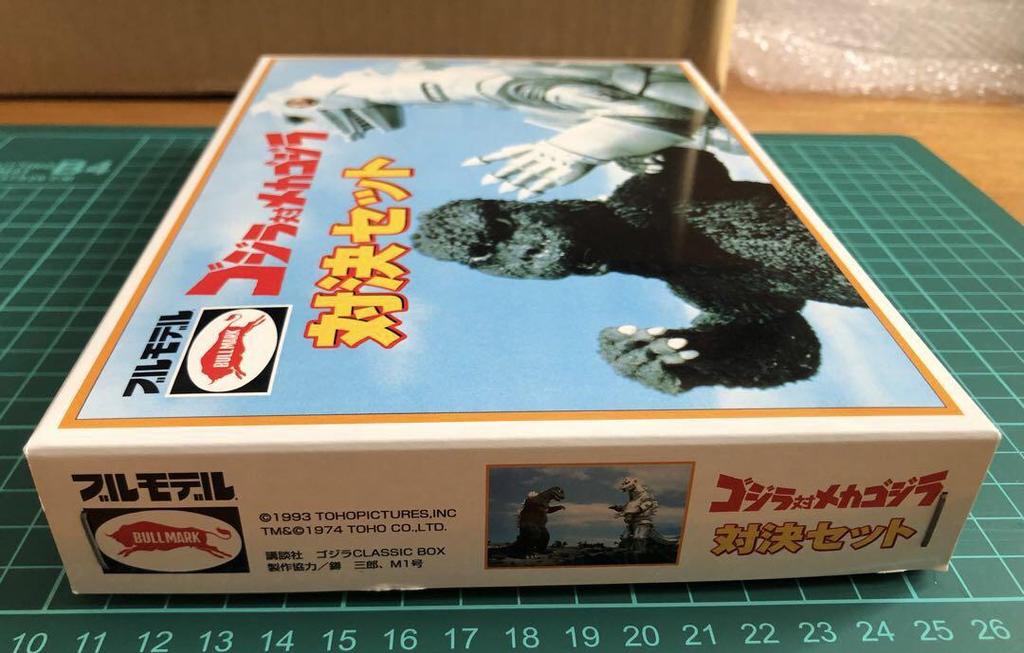 ゴジラ対メカゴジラ
対決セット
ブルモデル
BULLMARK
ブルモデル
BULLMARK
©1993 TOHOPICTURES,INC
TM&©1974 TOHO CO.,LTD.
講談社 ゴジラCLASSIC BOX
製作協力/鐏 三郎、M1号
ゴジラ対メカゴジラ
対決セット
10 11 12 13 14 15 16 17 18 19 20 21 22 23 24 25 26